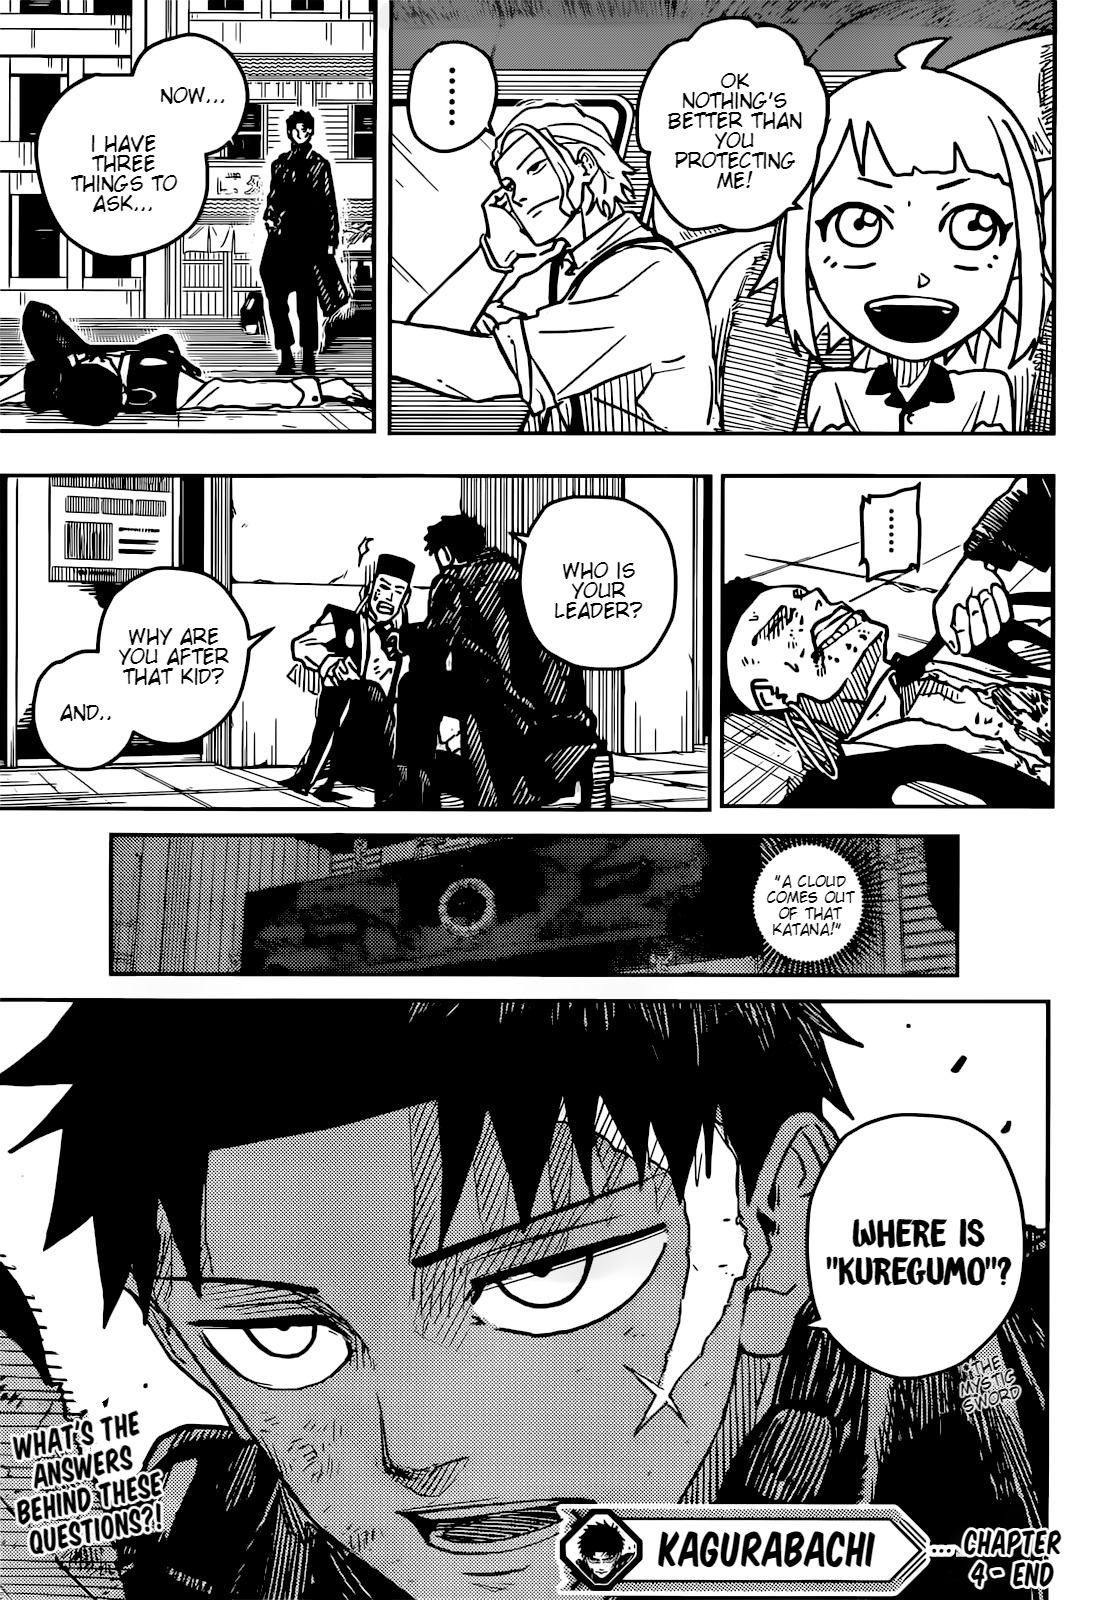 OK
NOTHING'S
BETTER THAN
YOU
PROTECTING
ME!
......
NOW...
I HAVE
THREE
THINGS TO
ASK...
......
WHO IS
YOUR
LEADER?
WHY ARE
YOU AFTER
THAT KID?
AND..
"A CLOUD
COMES OUT
OF THAT
KATANA!"
WHERE IS
"KUREGUMO"?
THE
MYSTIC
SWORD
WHAT'S THE
ANSWERS
BEHIND THESE
QUESTIONS?!
KAGURABACHI
.... CHAPTER
4 - END